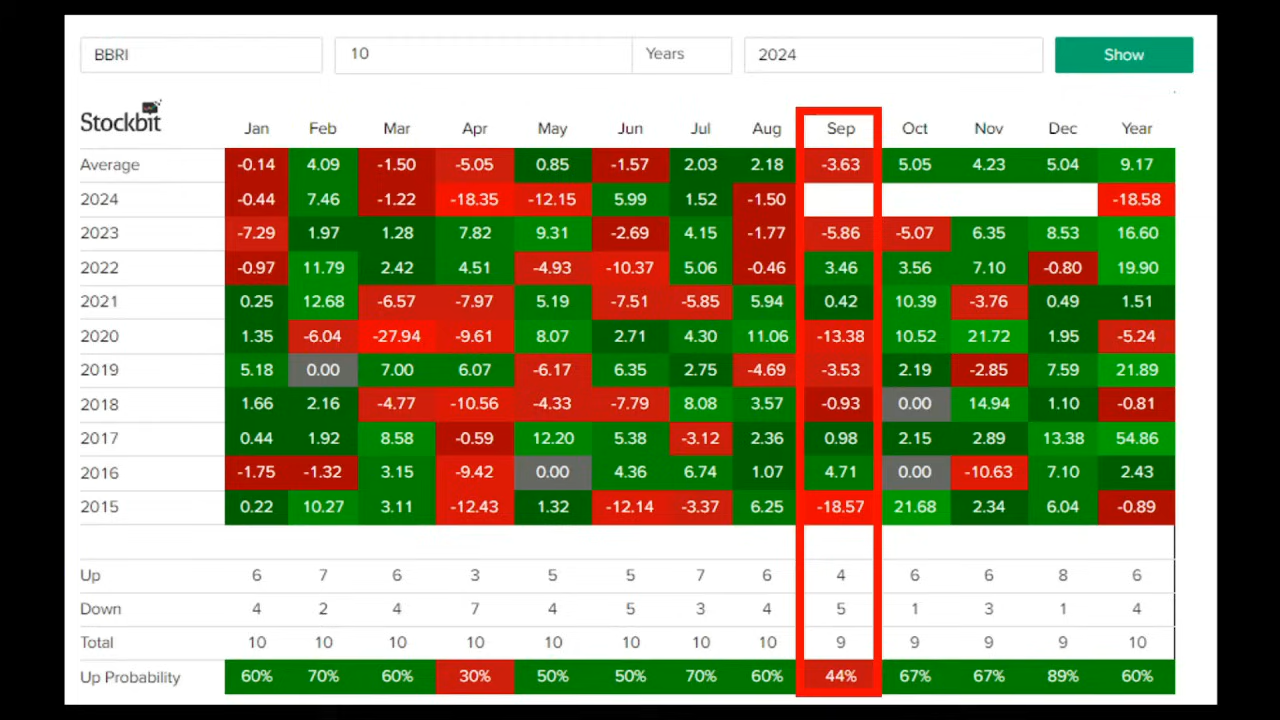 BBRI 10 Years 2024 Show
Stockbit Jan Feb Mar Apr May Jun Jul Aug Sep Oct Nov Dec Year
Average -0.14 4.09 -1.50 -5.05 0.85 -1.57 2.03 2.18 -3.63 5.05 4.23 5.04 9.17
2024 -0.44 7.46 -1.22 -18.35 -12.15 5.99 1.52 -1.50 -18.58
2023 -7.29 1.97 1.28 7.82 9.31 -2.69 4.15 -1.77 -5.86 -5.07 6.35 8.53 16.60
2022 -0.97 11.79 2.42 4.51 -4.93 -10.37 5.06 -0.46 3.46 3.56 7.10 -0.80 19.90
2021 0.25 12.68 -6.57 -7.97 5.19 -7.51 -5.85 5.94 0.42 10.39 -3.76 0.49 1.51
2020 1.35 -6.04 -27.94 -9.61 8.07 2.71 4.30 11.06 -13.38 10.52 21.72 1.95 -5.24
2019 5.18 0.00 7.00 6.07 -6.17 6.35 2.75 -4.69 -3.53 2.19 -2.85 7.59 21.89
2018 1.66 2.16 -4.77 -10.56 -4.33 -7.79 8.08 3.57 -0.93 0.00 14.94 1.10 -0.81
2017 0.44 1.92 8.58 -0.59 12.20 5.38 -3.12 2.36 0.98 2.15 2.89 13.38 54.86
2016 -1.75 -1.32 3.15 -9.42 0.00 4.36 6.74 1.07 4.71 0.00 -10.63 7.10 2.43
2015 0.22 10.27 3.11 -12.43 1.32 -12.14 -3.37 6.25 -18.57 21.68 2.34 6.04 -0.89
Up 6 7 6 3 5 5 7 6 4 6 6 8 6
Down 4 2 4 7 4 5 3 4 5 1 3 1 4
Total 10 10 10 10 10 10 10 10 9 9 9 9 10
Up Probability 60% 70% 60% 30% 50% 50% 70% 60% 44% 67% 67% 89% 60%